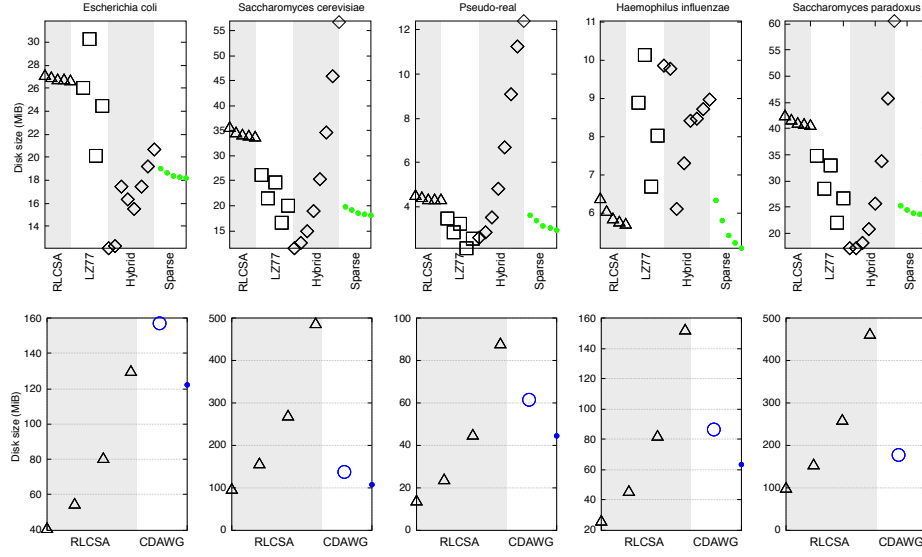 Escherichia coli
Saccharomyces cerevisiae
Pseudo-real
Haemophilus influenzae
Saccharomyces paradoxus
Disk size (MiB)
30
28
26
24
22
20
18
16
14
55
50
45
40
35
30
25
20
15
12
10
8
6
4
11
10
9
8
7
6
60
50
40
30
20
RLCSA
LZ77
Hybrid
Sparse
RLCSA
LZ77
Hybrid
Sparse
RLCSA
LZ77
Hybrid
Sparse
RLCSA
LZ77
Hybrid
Sparse
RLCSA
LZ77
Hybrid
Sparse
Disk size (MiB)
160
140
120
100
80
60
40
500
400
300
200
100
0
100
80
60
40
20
0
160
140
120
100
80
60
40
20
500
400
300
200
100
0
RLCSA CDAWG
RLCSA CDAWG
RLCSA CDAWG
RLCSA CDAWG
RLCSA CDAWG